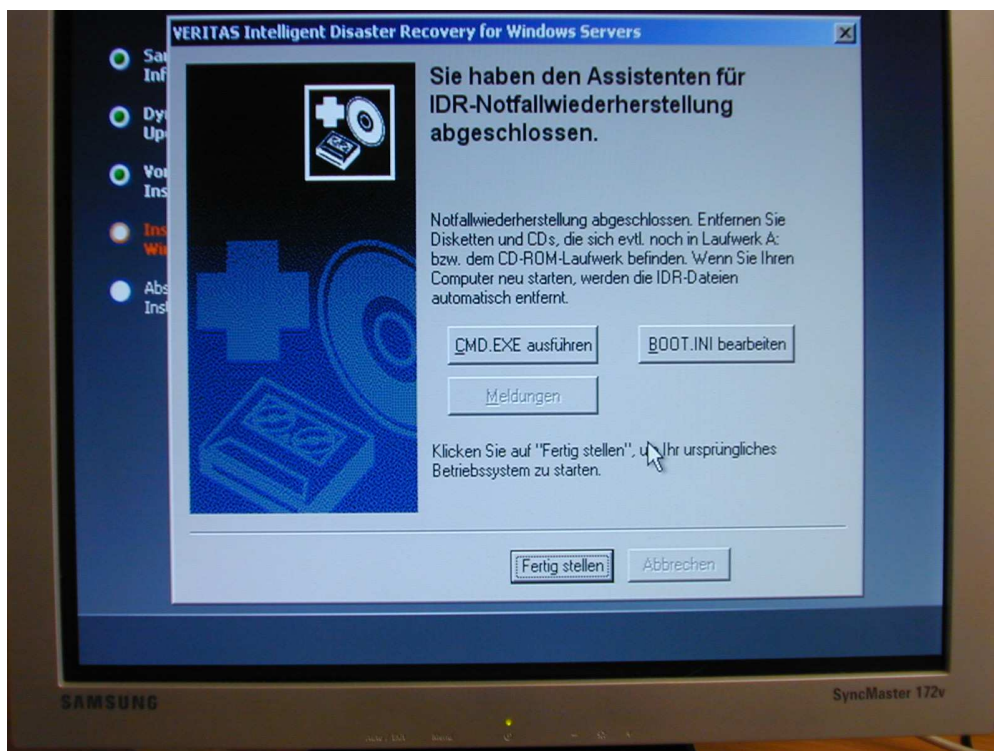 VERITAS Intelligent Disaster Recovery for Windows Servers
Sie haben den Assistenten für
IDR-Notfallwiederherstellung
abgeschlossen.
Notfallwiederherstellung abgeschlossen. Entfernen Sie
Disketten und CDs, die sich evtl. noch in Laufwerk A:
bzw. dem CD-ROM-Laufwerk befinden. Wenn Sie Ihren
Computer neu starten, werden die IDR-Dateien
automatisch entfernt.
CMD.EXE ausführen
BOOT.INI bearbeiten
Meldungen
Klicken Sie auf "Fertig stellen", um Ihr ursprüngliches
Betriebssystem zu starten.
Fertig stellen
Abbrechen
SAMSUNG
SyncMaster 172v